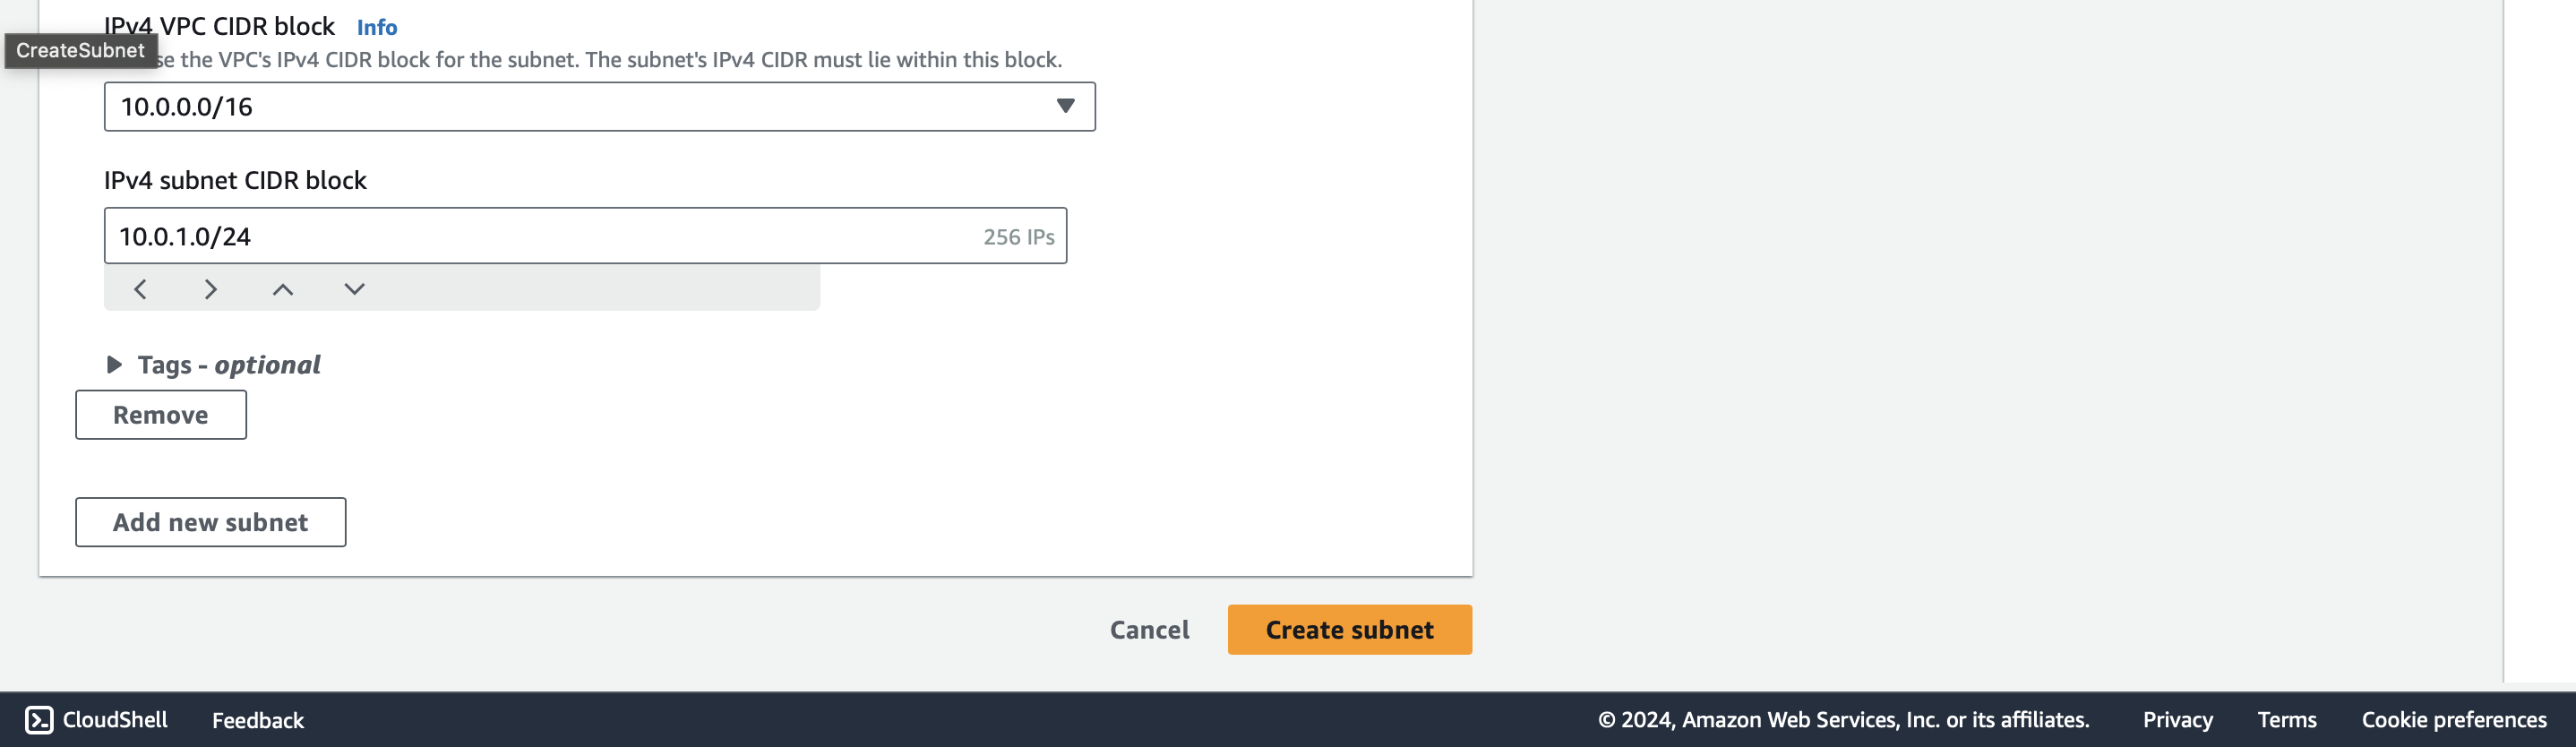 IPv4 VPC CIDR block Info
CreateSubnet
se the VPC's IPv4 CIDR block for the subnet. The subnet's IPv4 CIDR must lie within this block.
10.0.0.0/16
IPv4 subnet CIDR block
10.0.1.0/24 256 IPs
Tags - optional
Remove
Add new subnet
Cancel Create subnet
CloudShell Feedback © 2024, Amazon Web Services, Inc. or its affiliates. Privacy Terms Cookie preferences